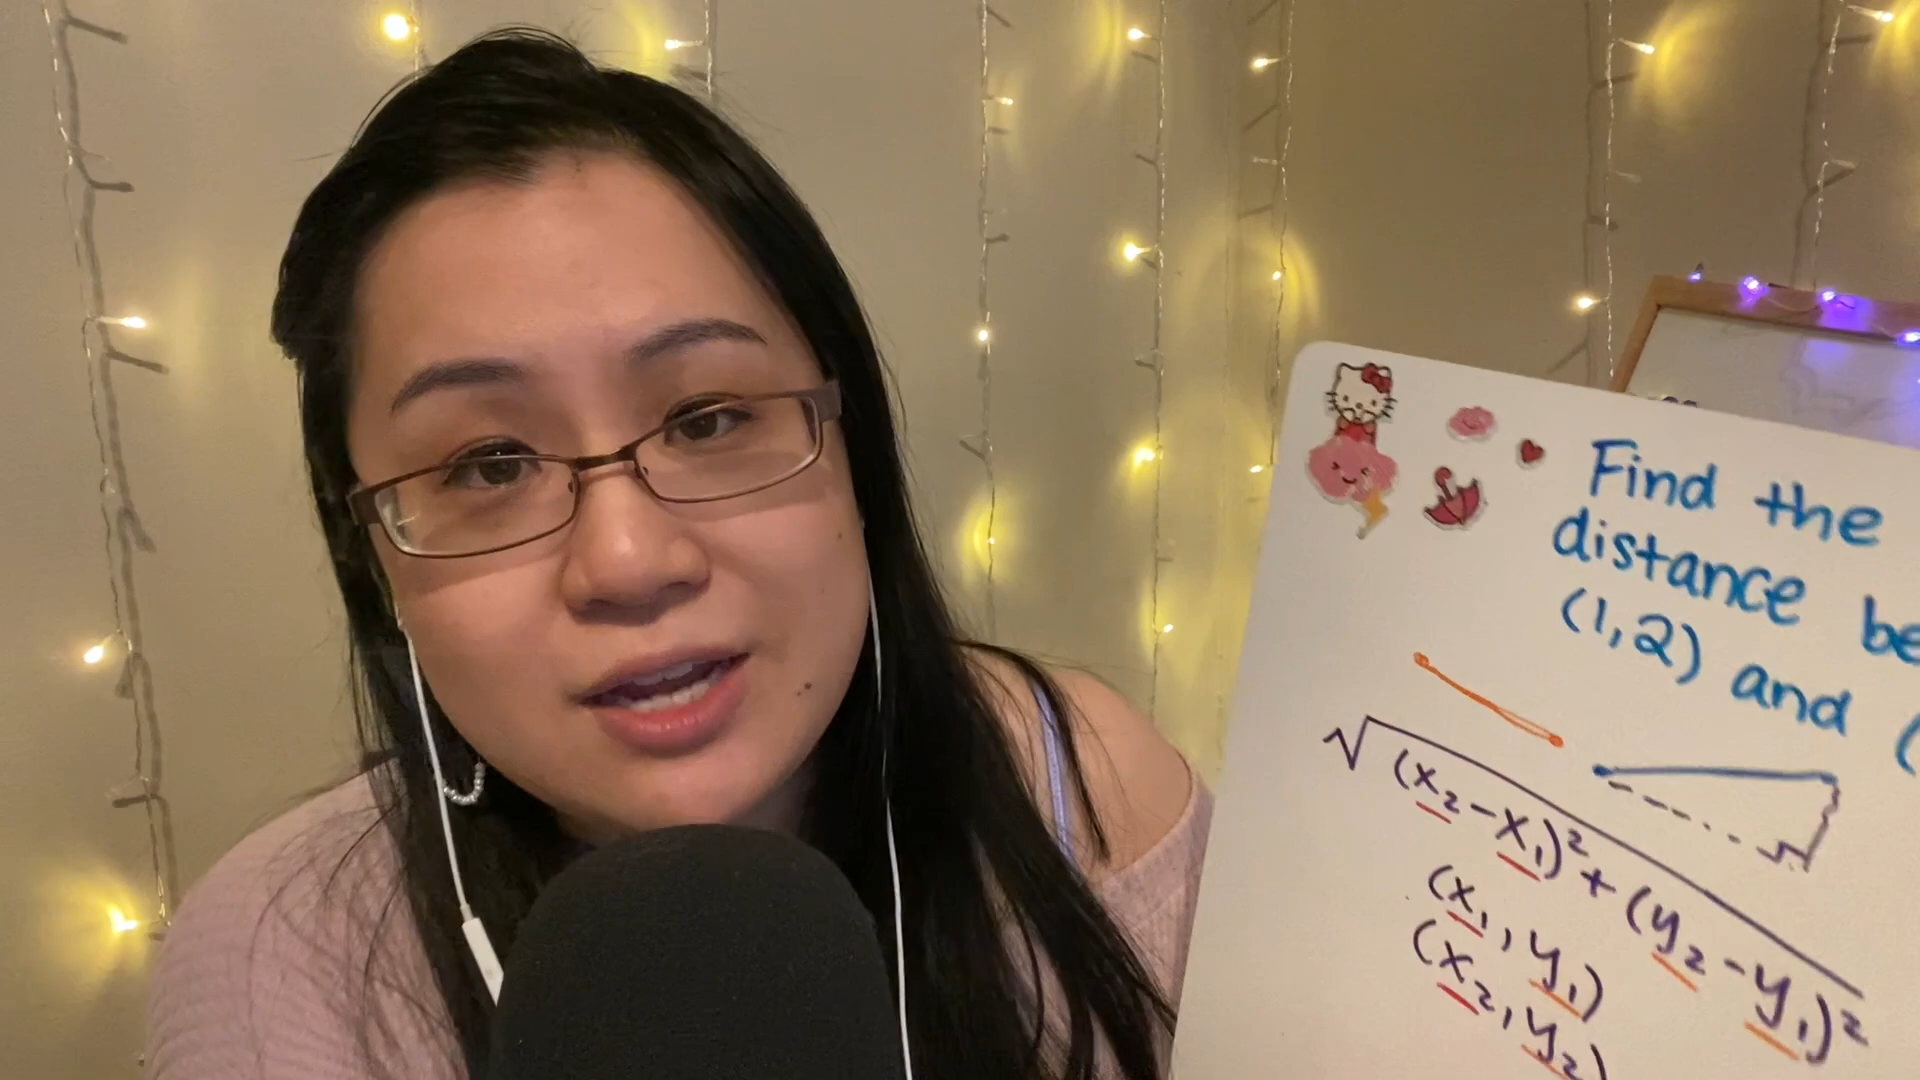 Find the
distance be
(1,2) and (
√(x₂-x₁)²+(y₂-y₁)²
(x₁,y₁)
(x₂,y₂)